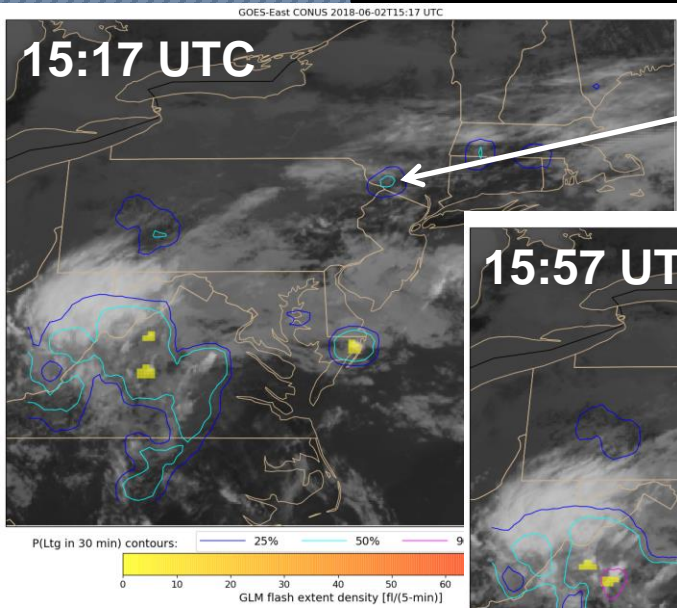 GOES-East CONUS 2018-06-02T15:17 UTC
15:17 UTC
15:57 UT
P(Ltg in 30 min) contours: 25% 50% 9
0 10 20 30 40 50 60
GLM flash extent density [fl/(5-min)]